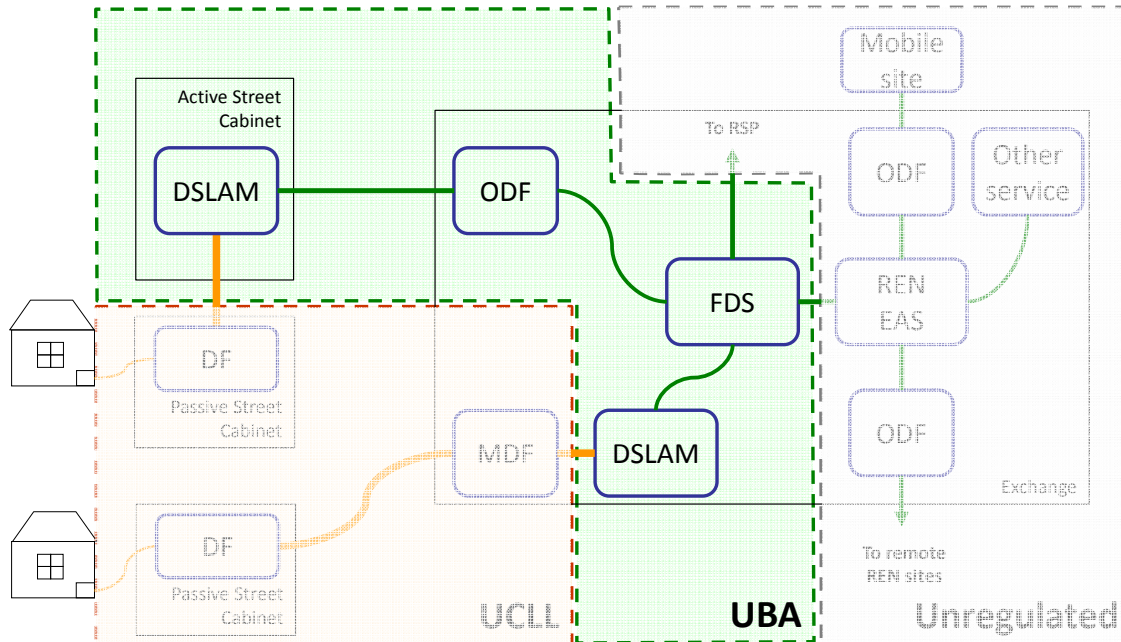 Mobile
site
Active Street
Cabinet
To RSP
DSLAM
ODF
ODF
Other
service
FDS
REN
EAS
DF
Passive Street
Cabinet
MDF
DSLAM
ODF
Exchange
DF
To remote
REN sites
Passive Street
Cabinet
UCLL
UBA
Unregulated